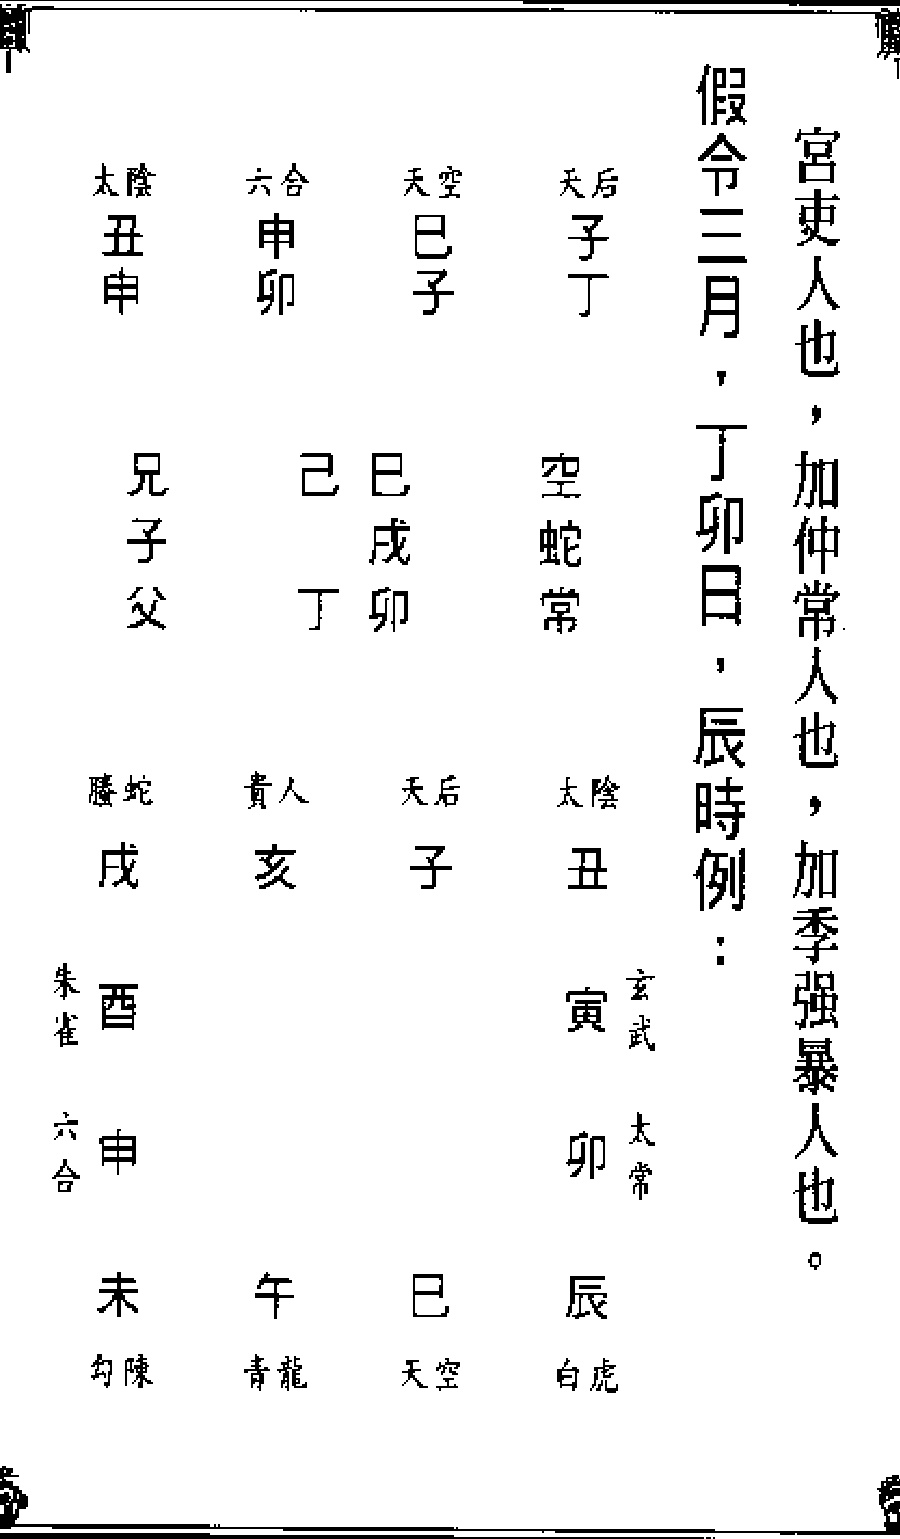 宮吏人也，加仲常人也，加季强暴人也。
假令三月，丁卯日，辰時例：
太陰 六合 天空 天后
丑 申 巳 子
申 卯 子 丁
兄 己 巳 空
子 戌 蛇
父 丁 卯 常
螣蛇 貴人 天后 太陰
戌 亥 子 丑
朱雀 酉 寅 玄武
六合 申 卯 太常
未 午 巳 辰
勾陳 青龍 天空 白虎